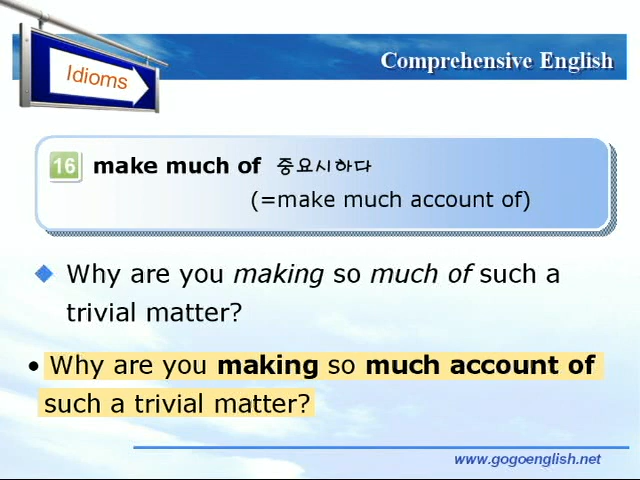 Idioms
Comprehensive English
16 make much of 중요시하다
(=make much account of)
Why are you making so much of such a
trivial matter?
• Why are you making so much account of
such a trivial matter?
www.gogoenglish.net